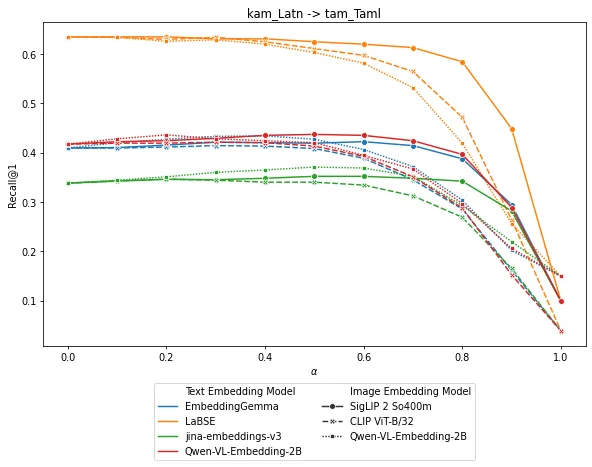 kam_Latn -> tam_Taml
Recall@1
0.6
0.5
0.4
0.3
0.2
0.1
0.0 0.2 0.4 0.6 0.8 1.0
α
Text Embedding Model Image Embedding Model
EmbeddingGemma SigLIP 2 So400m
LaBSE CLIP ViT-B/32
jina-embeddings-v3 Qwen-VL-Embedding-2B
Qwen-VL-Embedding-2B